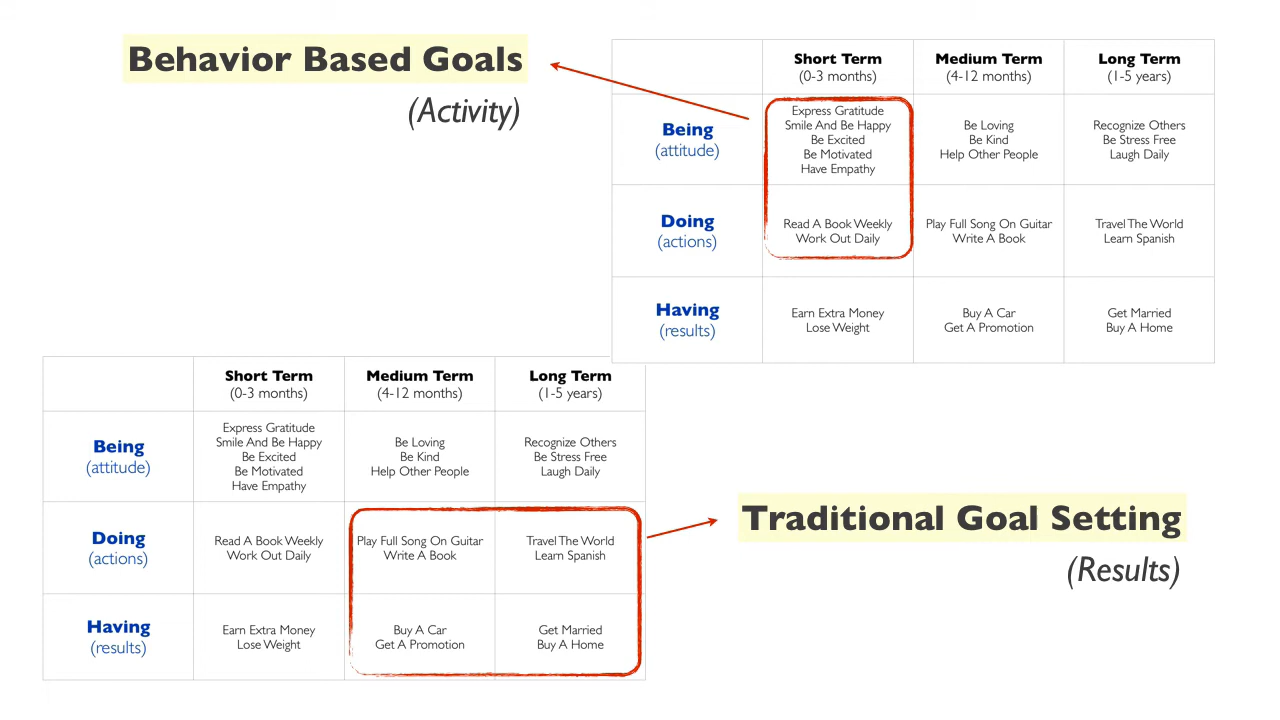 Behavior Based Goals
(Activity)
Short Term
(0-3 months)
Medium Term
(4-12 months)
Long Term
(1-5 years)
Being
(attitude)
Express Gratitude
Smile And Be Happy
Be Excited
Be Motivated
Have Empathy
Be Loving
Be Kind
Help Other People
Recognize Others
Be Stress Free
Laugh Daily
Doing
(actions)
Read A Book Weekly
Work Out Daily
Play Full Song On Guitar
Write A Book
Travel The World
Learn Spanish
Having
(results)
Earn Extra Money
Lose Weight
Buy A Car
Get A Promotion
Get Married
Buy A Home
Short Term
(0-3 months)
Medium Term
(4-12 months)
Long Term
(1-5 years)
Being
(attitude)
Express Gratitude
Smile And Be Happy
Be Excited
Be Motivated
Have Empathy
Be Loving
Be Kind
Help Other People
Recognize Others
Be Stress Free
Laugh Daily
Doing
(actions)
Read A Book Weekly
Work Out Daily
Play Full Song On Guitar
Write A Book
Travel The World
Learn Spanish
Having
(results)
Earn Extra Money
Lose Weight
Buy A Car
Get A Promotion
Get Married
Buy A Home
Traditional Goal Setting
(Results)